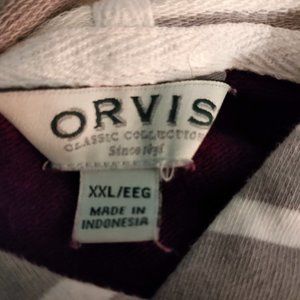 ORVIS
CLASSIC COLLECTION
Since 1856
XXL/EEG
MADE IN
INDONESIA